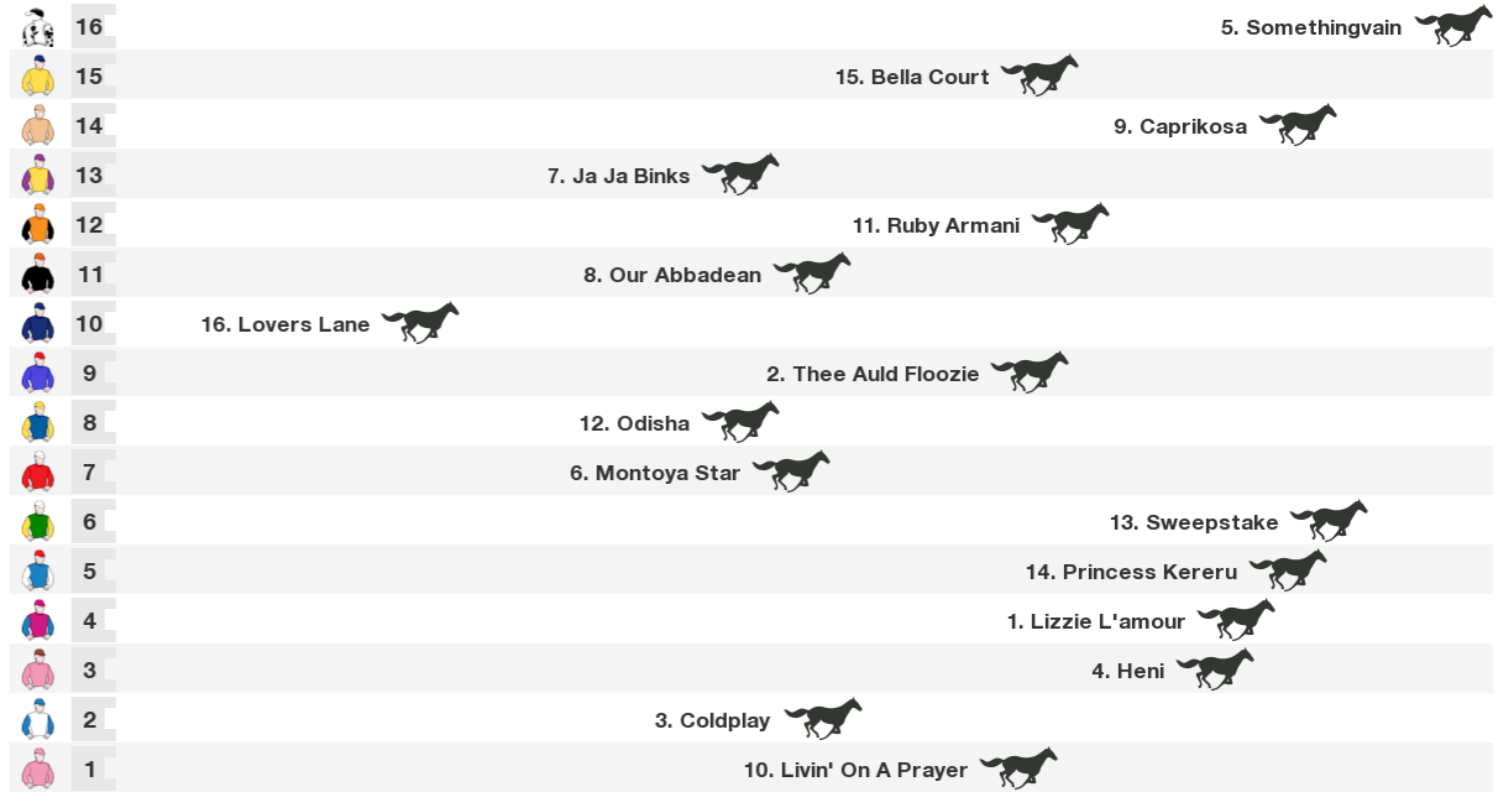 16 5. Somethingvain
15 15. Bella Court
14 9. Caprikosa
13 7. Ja Ja Binks
12 11. Ruby Armani
11 8. Our Abbadean
10 16. Lovers Lane
9 2. Thee Auld Floozie
8 12. Odisha
7 6. Montoya Star
6 13. Sweepstake
5 14. Princess Kereru
4 1. Lizzie L'amour
3 4. Heni
2 3. Coldplay
1 10. Livin' On A Prayer